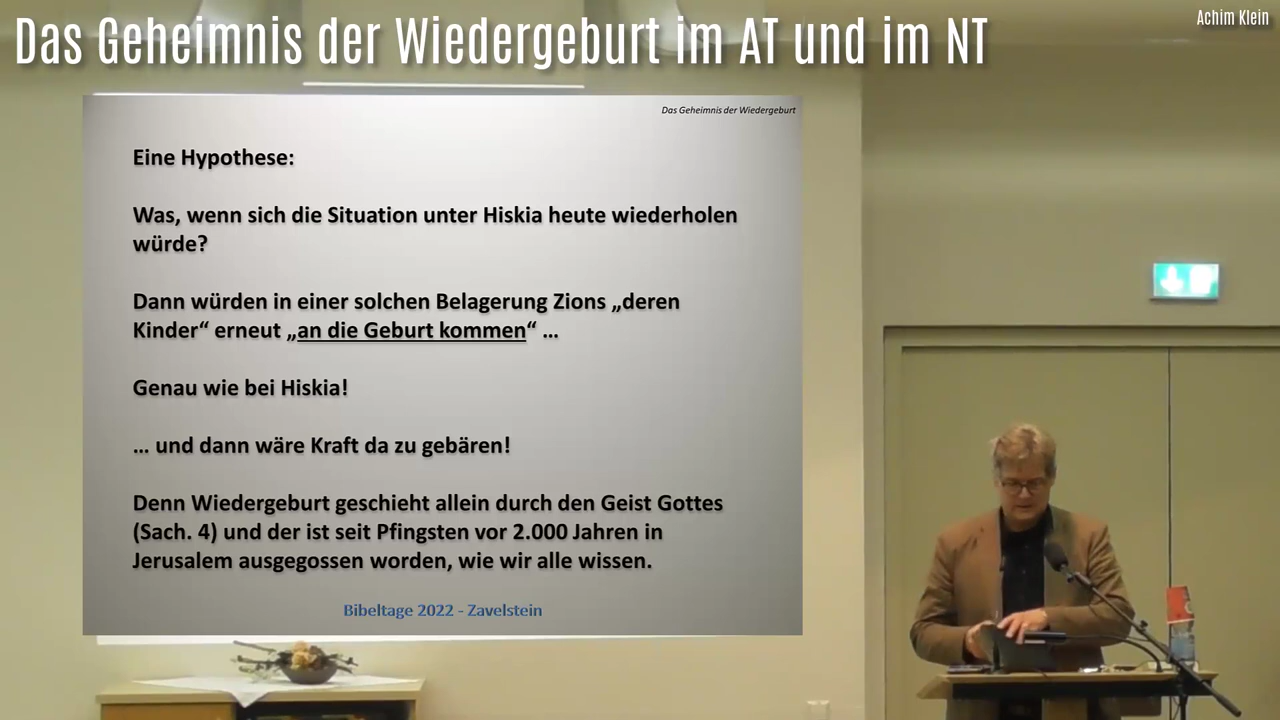 Das Geheimnis der Wiedergeburt im AT und im NT
Achim Klein
Das Geheimnis der Wiedergeburt
Eine Hypothese:
Was, wenn sich die Situation unter Hiskia heute wiederholen
würde?
Dann würden in einer solchen Belagerung Zions „deren
Kinder“ erneut „an die Geburt kommen“ ...
Genau wie bei Hiskia!
... und dann wäre Kraft da zu gebären!
Denn Wiedergeburt geschieht allein durch den Geist Gottes
(Sach. 4) und der ist seit Pfingsten vor 2.000 Jahren in
Jerusalem ausgegossen worden, wie wir alle wissen.
Bibeltage 2022 - Zavelstein